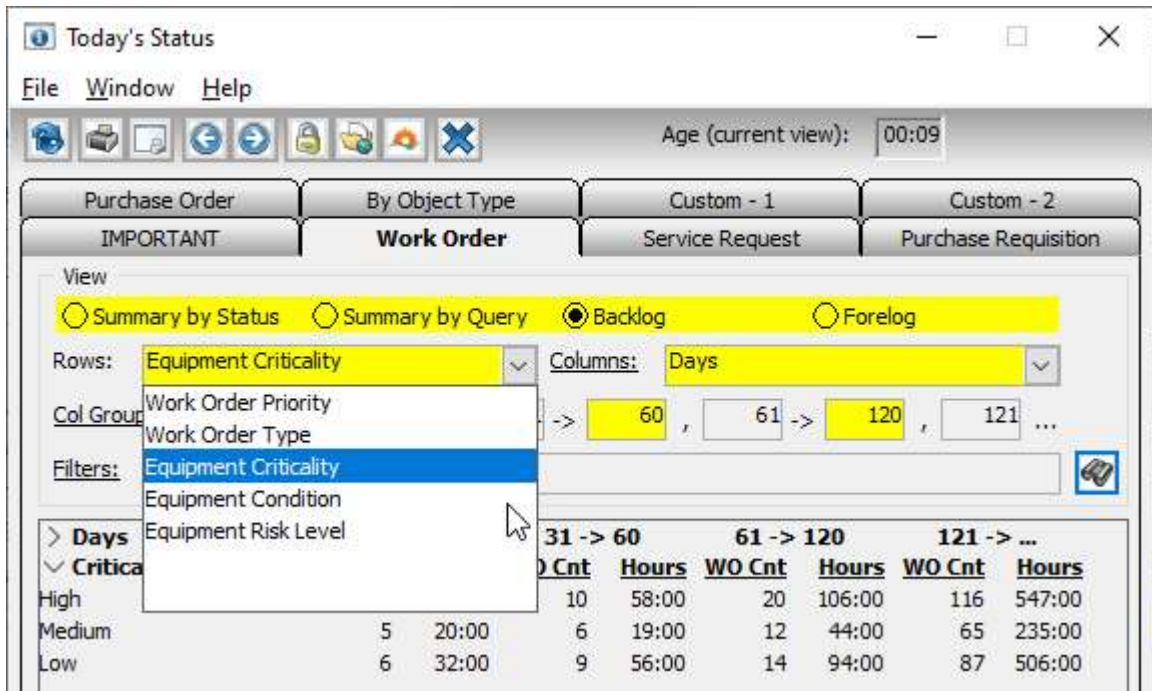 Today's Status
File Window Help
Age (current view): 00:09
Purchase Order By Object Type Custom - 1 Custom - 2
IMPORTANT Work Order Service Request Purchase Requisition
View
Summary by Status Summary by Query Backlog Forelog
Rows: Equipment Criticality Columns: Days
Work Order Priority
Col Group -> 60 , 61 -> 120 , 121 ...
Work Order Type
Filters: Equipment Criticality
Equipment Condition
Equipment Risk Level
Days 31 -> 60 61 -> 120 121 -> ...
Critica Cnt Hours WO Cnt Hours WO Cnt Hours
High 10 58:00 20 106:00 116 547:00
Medium 5 20:00 6 19:00 12 44:00 65 235:00
Low 6 32:00 9 56:00 14 94:00 87 506:00